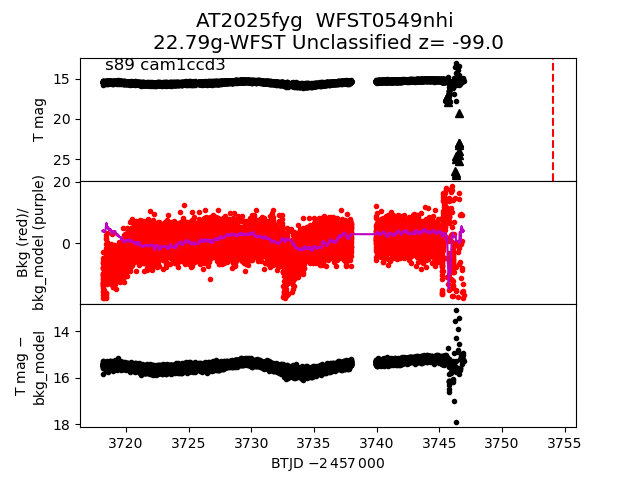 AT2025fyg  WFST0549nhi
22.79g-WFST Unclassified z= -99.0
s89 cam1ccd3
T mag
15
20
25
Bkg (red)/
bkg_model (purple)
20
0
T mag −
bkg_model
14
16
18
3720 3725 3730 3735 3740 3745 3750 3755
BTJD −2 457 000